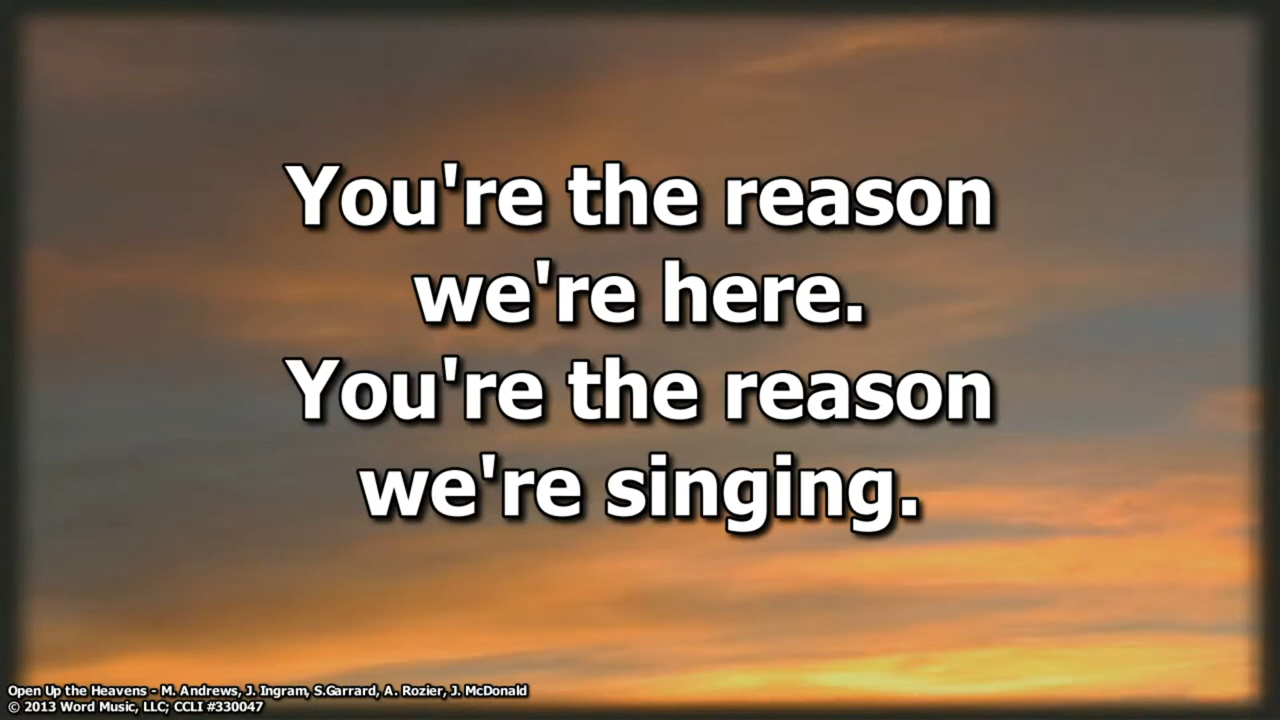 You're the reason
we're here.
You're the reason
we're singing.
Open Up the Heavens - M. Andrews, J. Ingram, S.Garrard, A. Rozier, J. McDonald
© 2013 Word Music, LLC; CCLI #330047